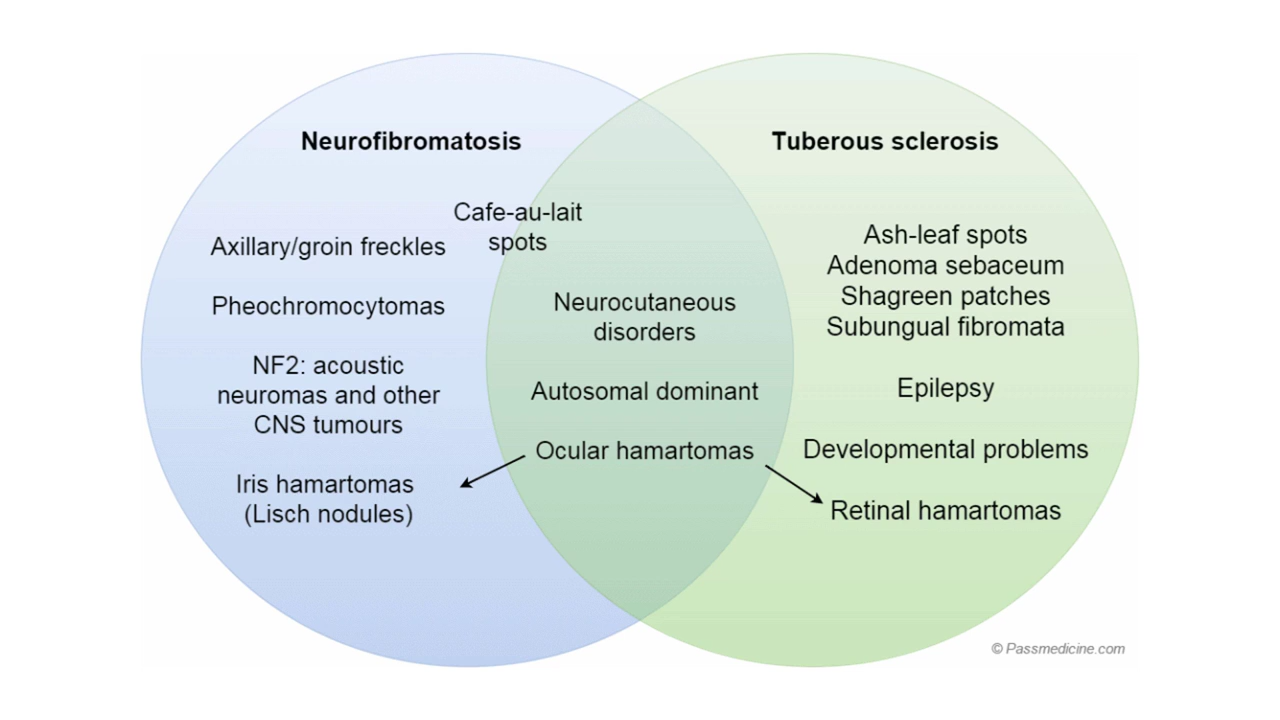 Neurofibromatosis
Cafe-au-lait
spots
Axillary/groin freckles
Pheochromocytomas
NF2: acoustic
neuromas and other
CNS tumours
Iris hamartomas
(Lisch nodules)
Neurocutaneous
disorders
Autosomal dominant
Ocular hamartomas
Tuberous sclerosis
Ash-leaf spots
Adenoma sebaceum
Shagreen patches
Subungual fibromata
Epilepsy
Developmental problems
Retinal hamartomas
© Passmedicine.com